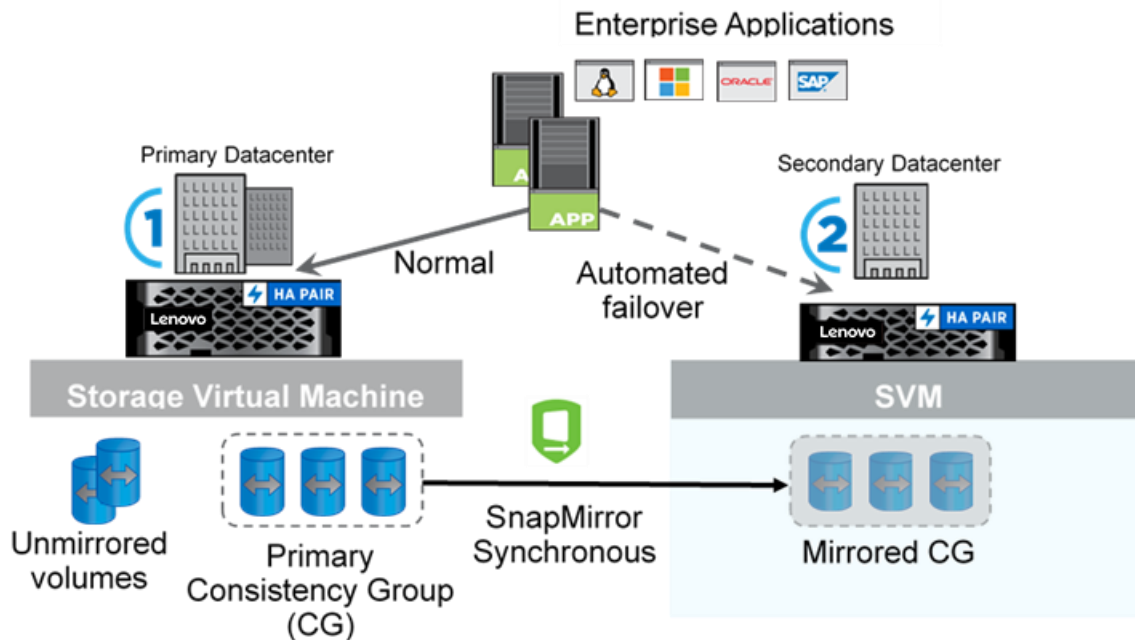 Enterprise Applications
ORACLE
SAP
Primary Datacenter
Secondary Datacenter
1
A
APP
2
Normal
Automated
failover
HA PAIR
Lenovo
HA PAIR
Lenovo
Storage Virtual Machine
SVM
Unmirrored
volumes
Primary
Consistency Group
(CG)
SnapMirror
Synchronous
Mirrored CG